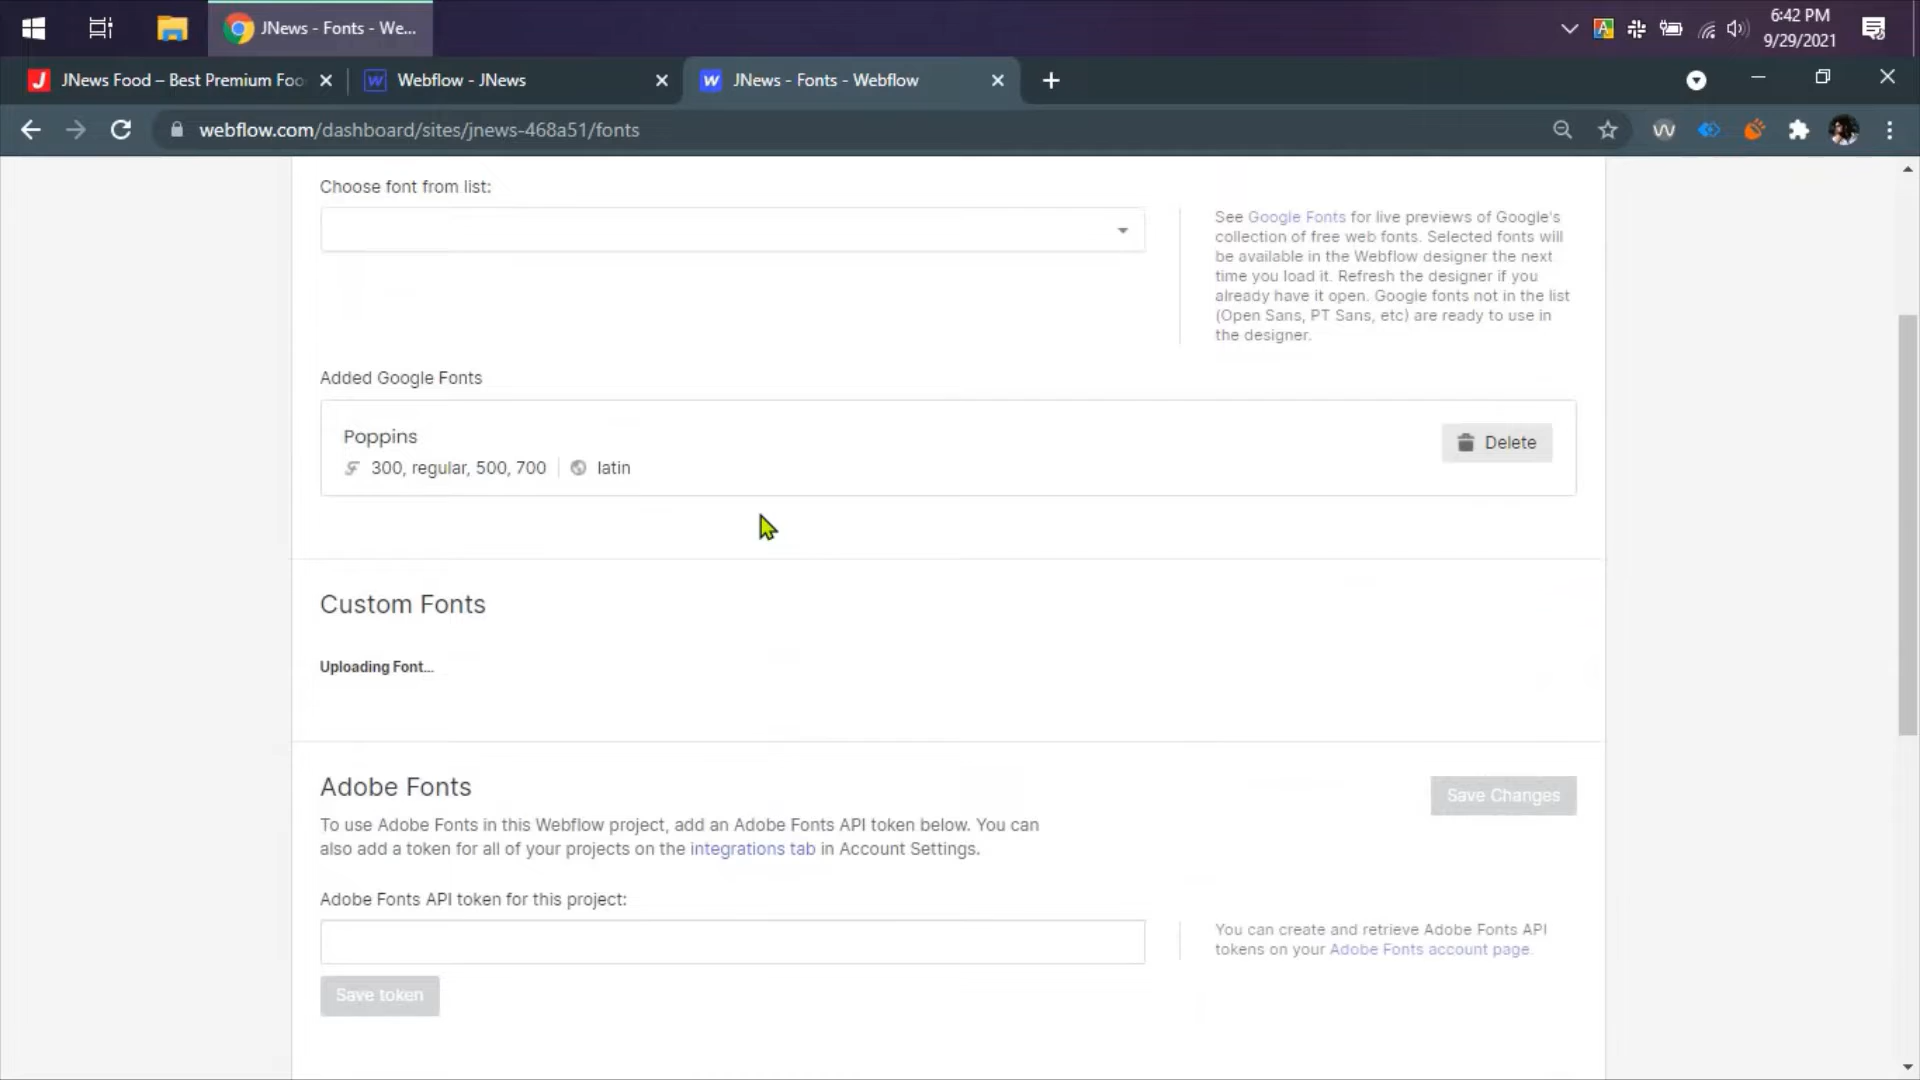 JNews - Fonts - We...
6:42 PM
9/29/2021
JNews Food – Best Premium Foo
Webflow - JNews
JNews - Fonts - Webflow
webflow.com/dashboard/sites/jnews-468a51/fonts
Choose font from list:
See Google Fonts for live previews of Google's
collection of free web fonts. Selected fonts will
be available in the Webflow designer the next
time you load it. Refresh the designer if you
already have it open. Google fonts not in the list
(Open Sans, PT Sans, etc) are ready to use in
the designer.
Added Google Fonts
Poppins
300, regular, 500, 700
latin
Delete
Custom Fonts
Uploading Font...
Adobe Fonts
Save Changes
To use Adobe Fonts in this Webflow project, add an Adobe Fonts API token below. You can
also add a token for all of your projects on the integrations tab in Account Settings.
Adobe Fonts API token for this project:
You can create and retrieve Adobe Fonts API
tokens on your Adobe Fonts account page.
Save token